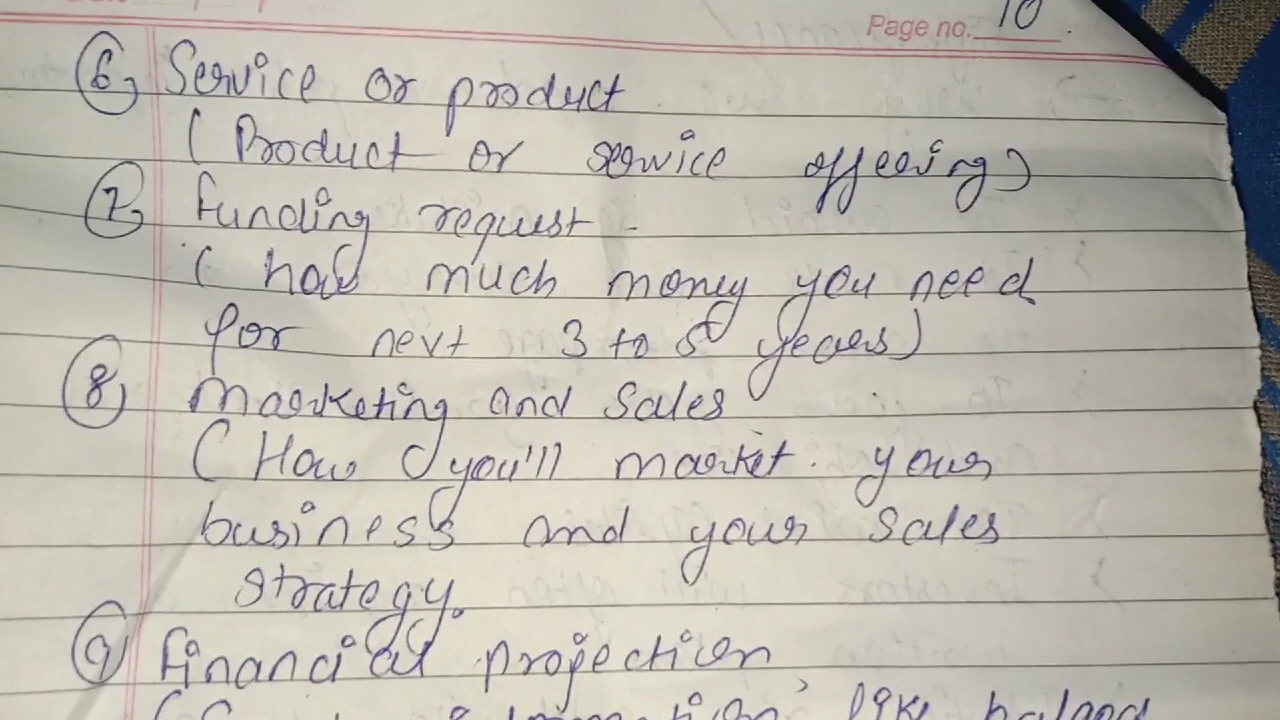 Page no. 10.
6, Service or product
( Product or service offering)
7, Funding request
( how much money you need
for next 3 to 5 years)
8, Marketing and Sales
( How you'll market your
business and your sales
strategy.
9, Financial projection
like